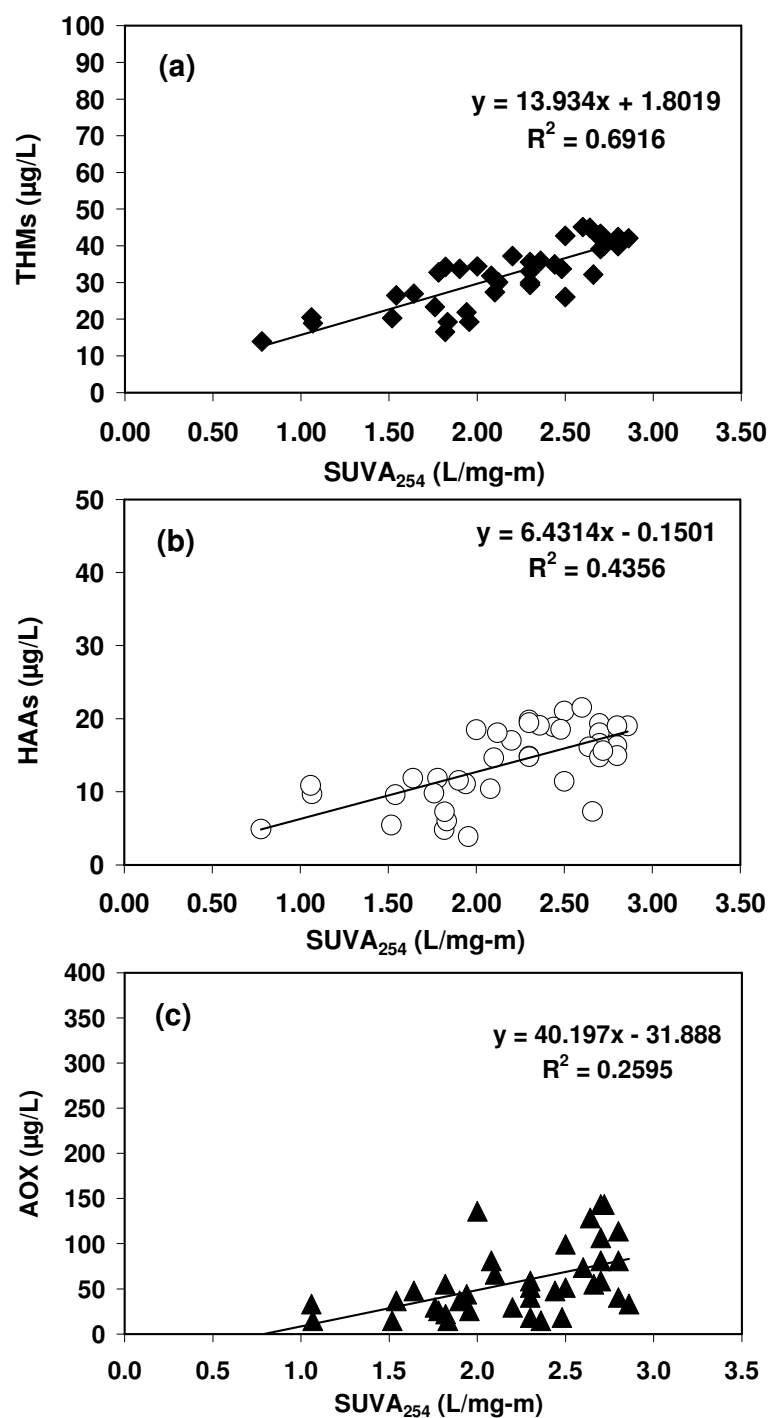 (a)
y = 13.934x + 1.8019
R² = 0.6916
THMs (µg/L)
100
90
80
70
60
50
40
30
20
10
0
0.00 0.50 1.00 1.50 2.00 2.50 3.00 3.50
SUVA₂₅₄ (L/mg-m)
(b)
y = 6.4314x - 0.1501
R² = 0.4356
HAAs (µg/L)
50
40
30
20
10
0
0.00 0.50 1.00 1.50 2.00 2.50 3.00 3.50
SUVA₂₅₄ (L/mg-m)
(c)
y = 40.197x - 31.888
R² = 0.2595
AOX (µg/L)
400
350
300
250
200
150
100
50
0
0.0 0.5 1.0 1.5 2.0 2.5 3.0 3.5
SUVA₂₅₄ (L/mg-m)